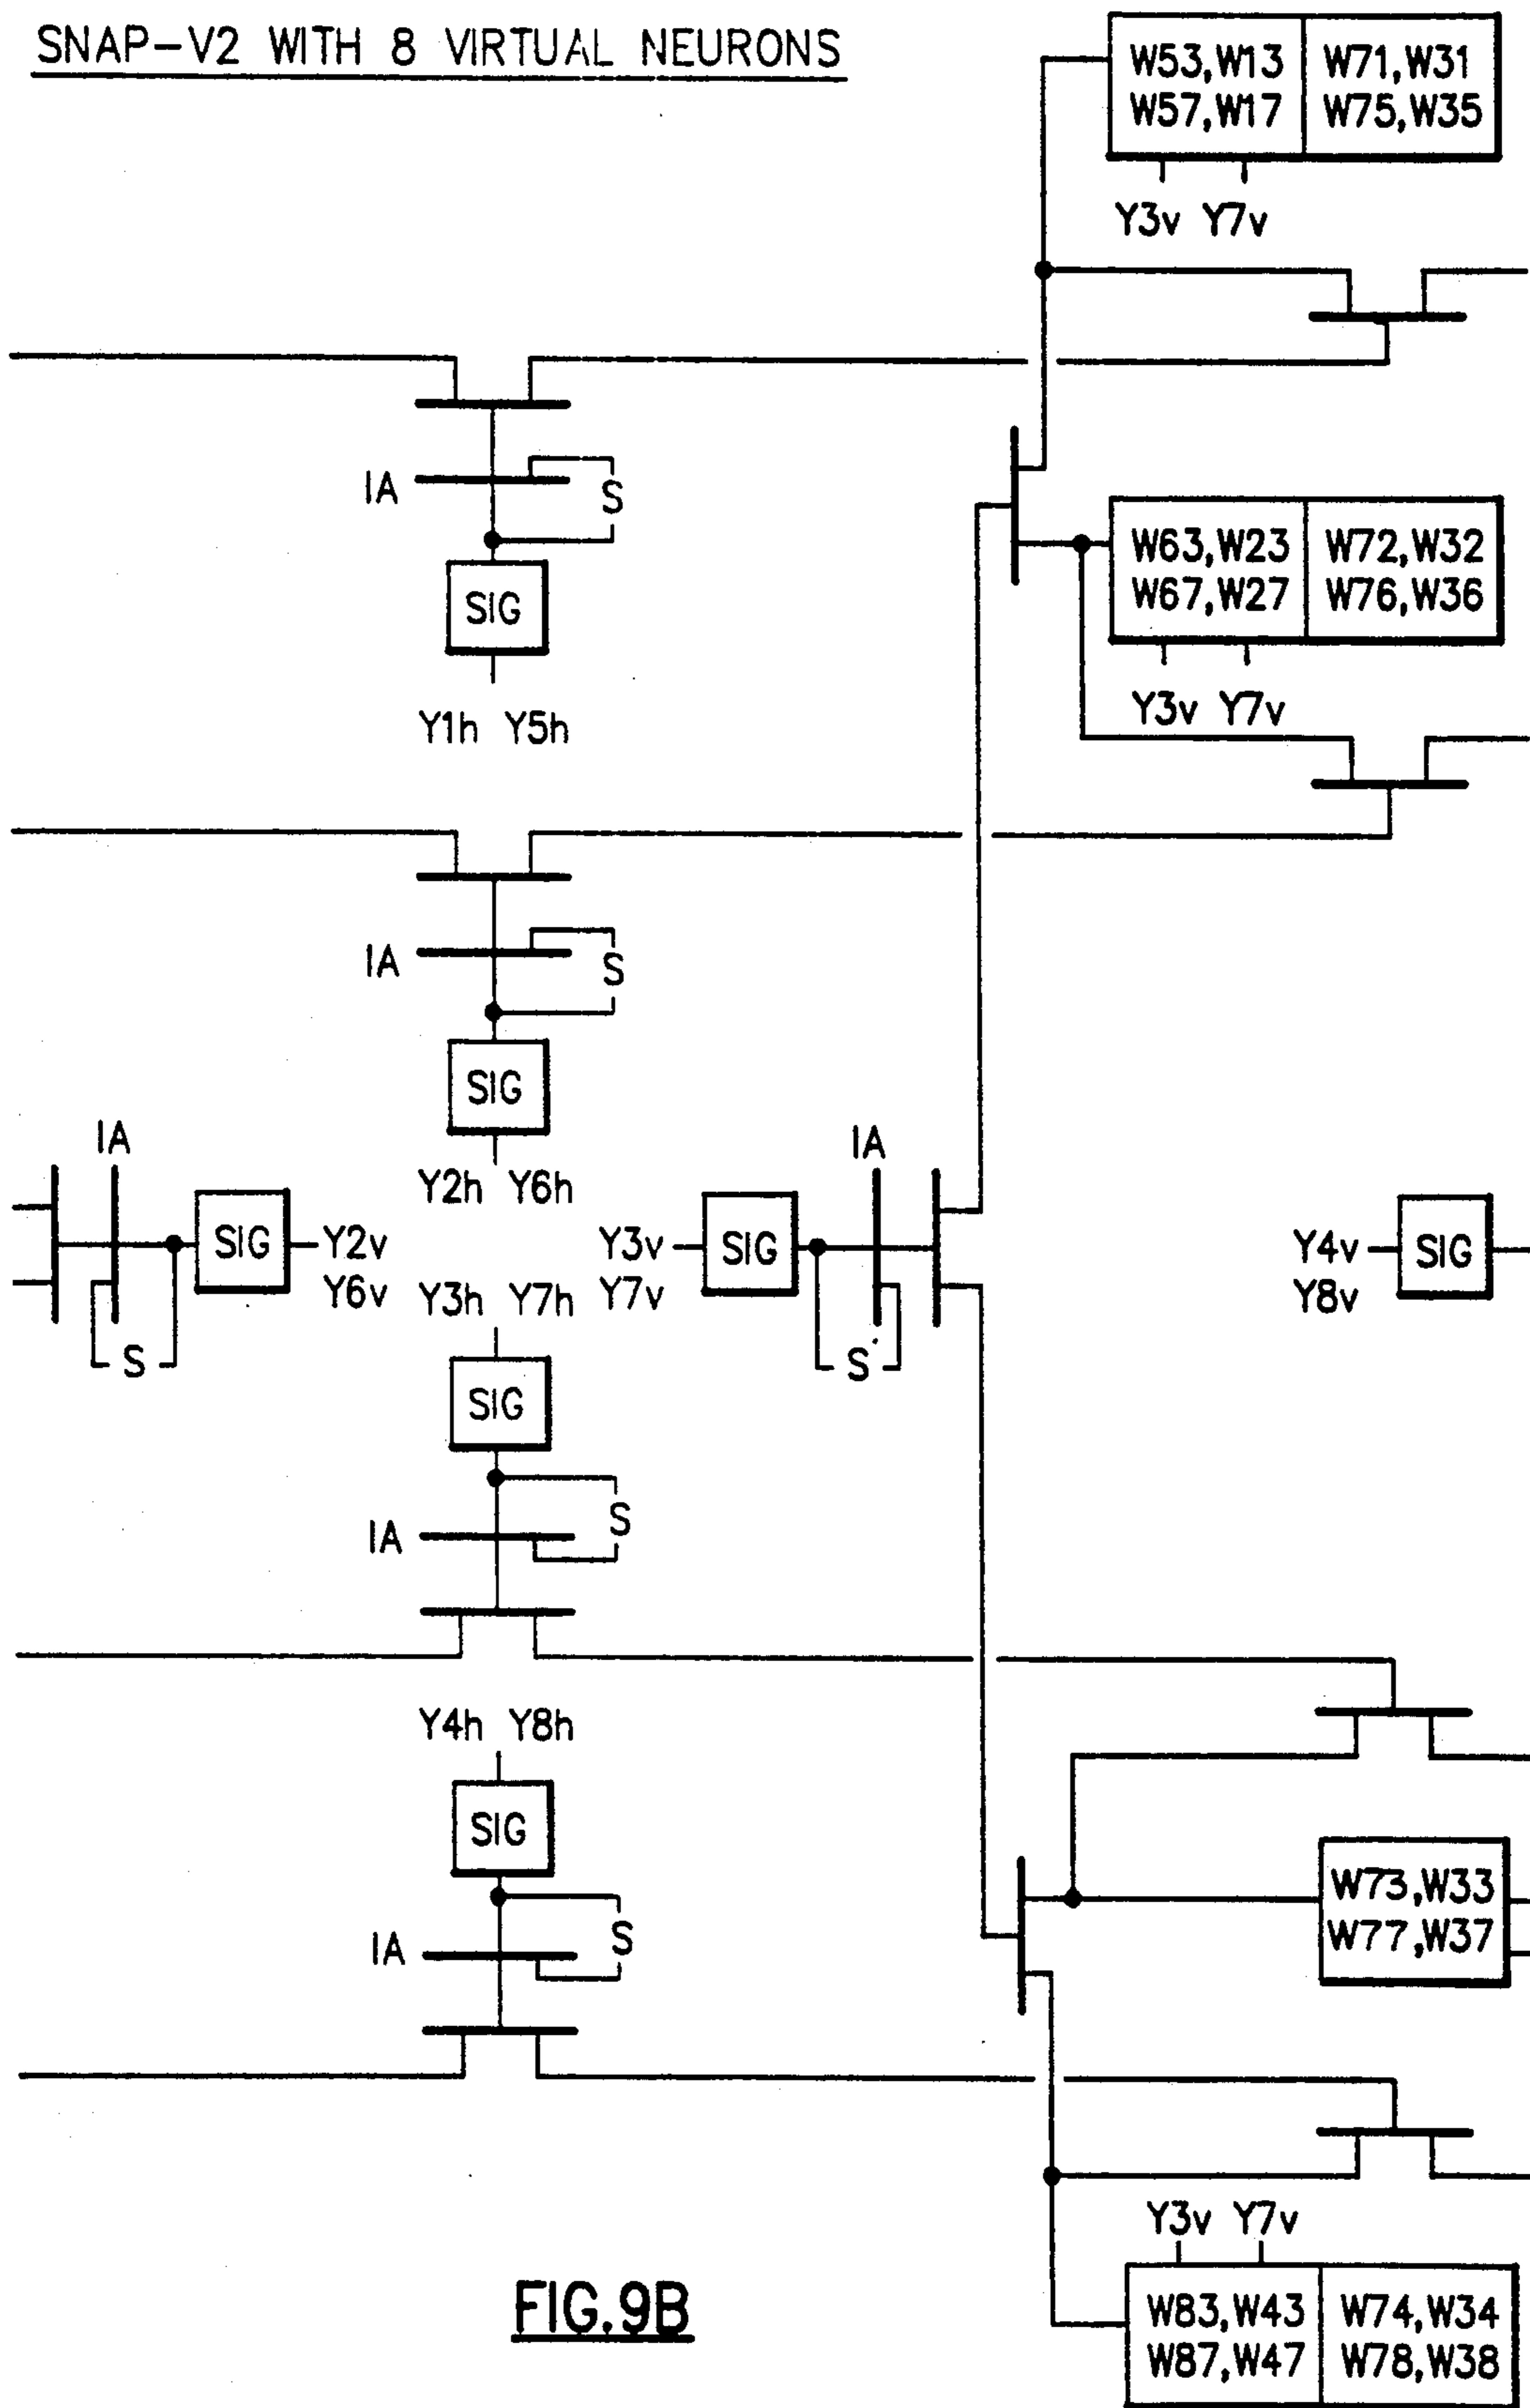 SNAP-V2 WITH 8 VIRTUAL NEURONS
W53,W13
W57,W17
W71,W31
W75,W35
Y3v Y7v
IA
S
SIG
Y1h Y5h
W63,W23
W67,W27
W72,W32
W76,W36
Y3v Y7v
IA
S
SIG
Y2h Y6h
IA
SIG
Y2v
Y6v
S
Y3v
Y7v
SIG
IA
S
Y4v
Y8v
SIG
Y3h Y7h
SIG
IA
S
Y4h Y8h
SIG
IA
S
W73,W33
W77,W37
Y3v Y7v
W83,W43
W87,W47
W74,W34
W78,W38
FIG.9B